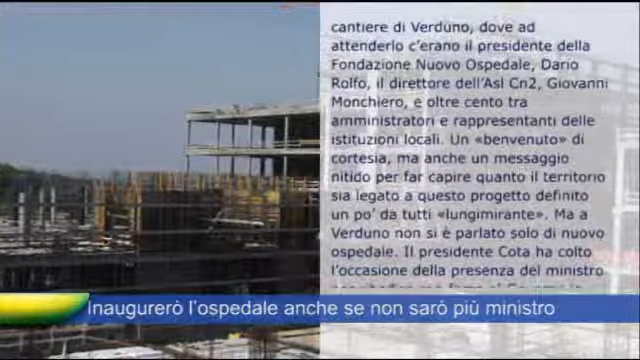 cantiere di Verduno, dove ad
attenderlo c'erano il presidente della
Fondazione Nuovo Ospedale, Dario
Rolfo, il direttore dell'Asl Cn2, Giovanni
Monchiero, e oltre cento tra
amministratori e rappresentanti delle
istituzioni locali. Un «benvenuto» di
cortesia, ma anche un messaggio
nitido per far capire quanto il territorio
sia legato a questo progetto definito
un po' da tutti «lungimirante». Ma a
Verduno non si è parlato solo di nuovo
ospedale. Il presidente Cota ha colto
l'occasione della presenza del ministro
Inaugurerò l'ospedale anche se non sarò più ministro